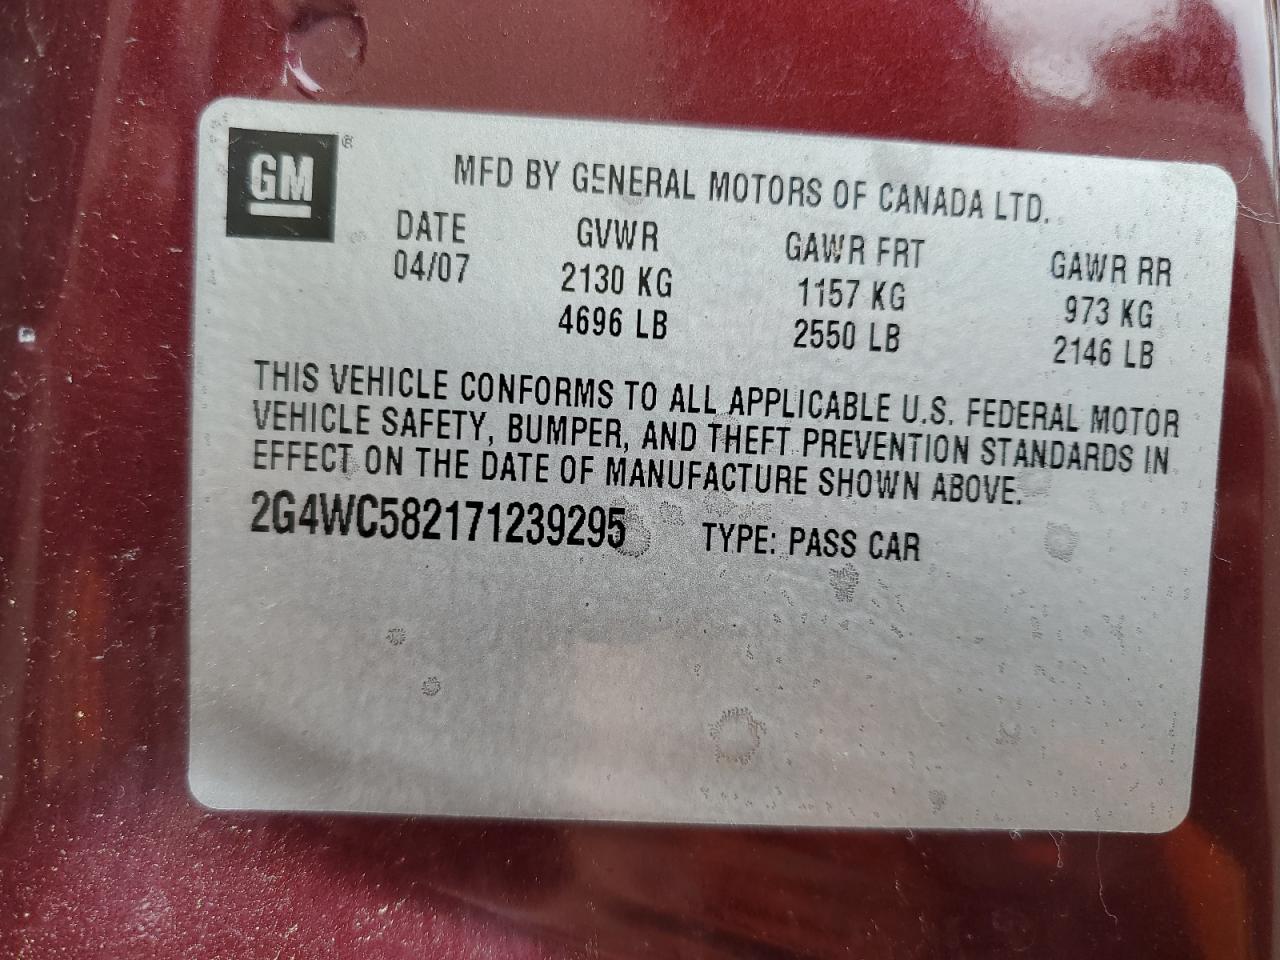 GM ®
MFD BY GENERAL MOTORS OF CANADA LTD.
DATE GVWR GAWR FRT GAWR RR
04/07 2130 KG 1157 KG 973 KG
4696 LB 2550 LB 2146 LB
THIS VEHICLE CONFORMS TO ALL APPLICABLE U.S. FEDERAL MOTOR
VEHICLE SAFETY, BUMPER, AND THEFT PREVENTION STANDARDS IN
EFFECT ON THE DATE OF MANUFACTURE SHOWN ABOVE.
2G4WC582171239295 TYPE: PASS CAR